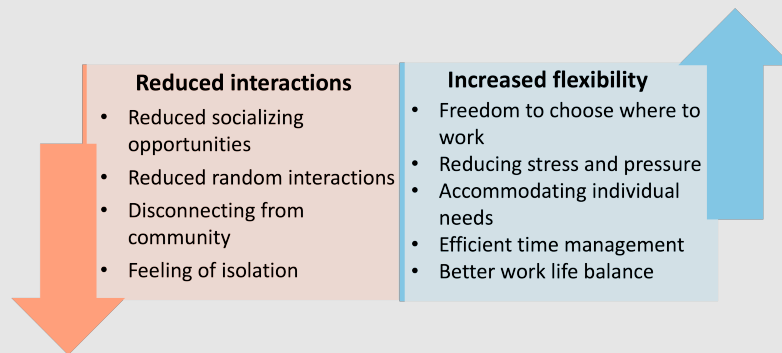 Reduced interactions
• Reduced socializing
opportunities
• Reduced random interactions
• Disconnecting from
community
• Feeling of isolation
Increased flexibility
• Freedom to choose where to
work
• Reducing stress and pressure
• Accommodating individual
needs
• Efficient time management
• Better work life balance